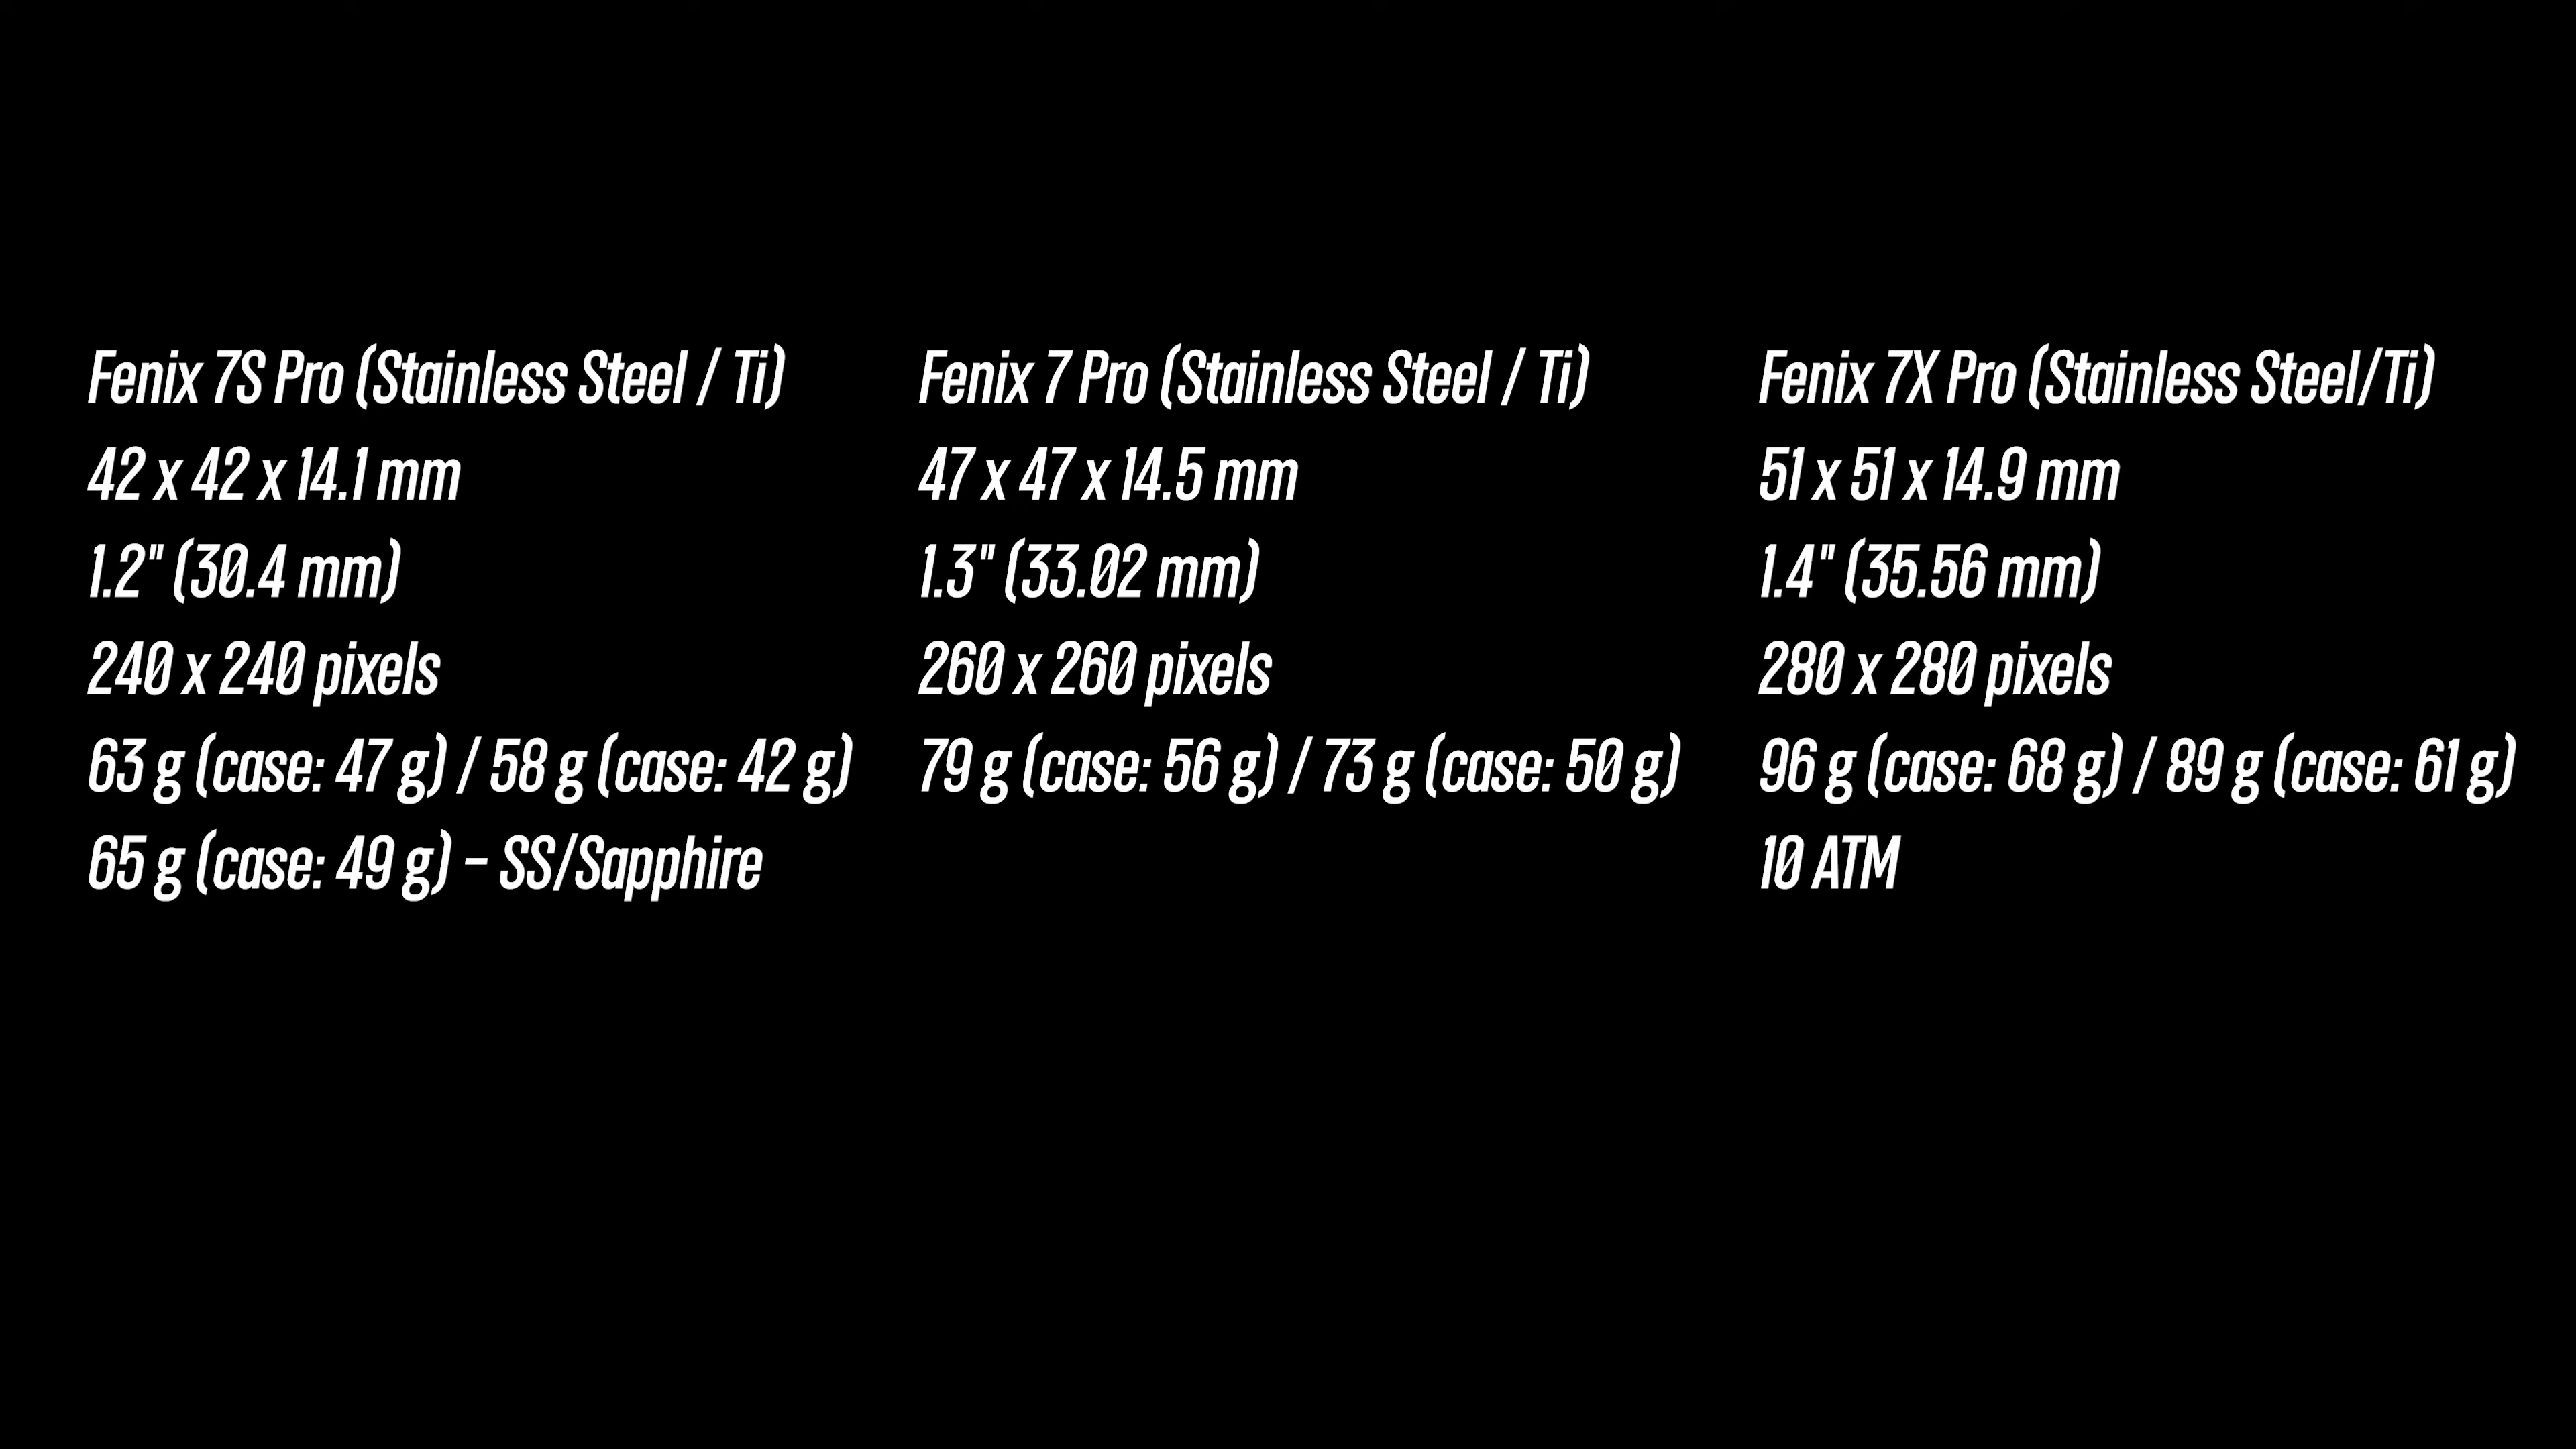 Fenix 7S Pro (Stainless Steel / Ti)
42 x 42 x 14.1 mm
1.2" (30.4 mm)
240 x 240 pixels
63 g (case: 47 g) / 58 g (case: 42 g)
65 g (case: 49 g) – SS/Sapphire
Fenix 7 Pro (Stainless Steel / Ti)
47 x 47 x 14.5 mm
1.3" (33.02 mm)
260 x 260 pixels
79 g (case: 56 g) / 73 g (case: 50 g)
Fenix 7X Pro (Stainless Steel/Ti)
51 x 51 x 14.9 mm
1.4" (35.56 mm)
280 x 280 pixels
96 g (case: 68 g) / 89 g (case: 61 g)
10 ATM